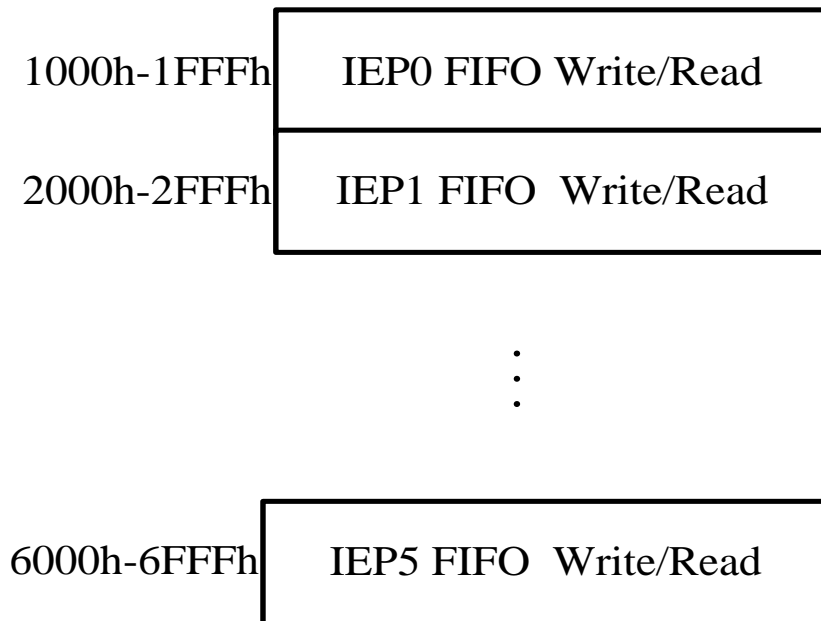 1000h-1FFFh IEP0 FIFO Write/Read
2000h-2FFFh IEP1 FIFO Write/Read
6000h-6FFFh IEP5 FIFO Write/Read